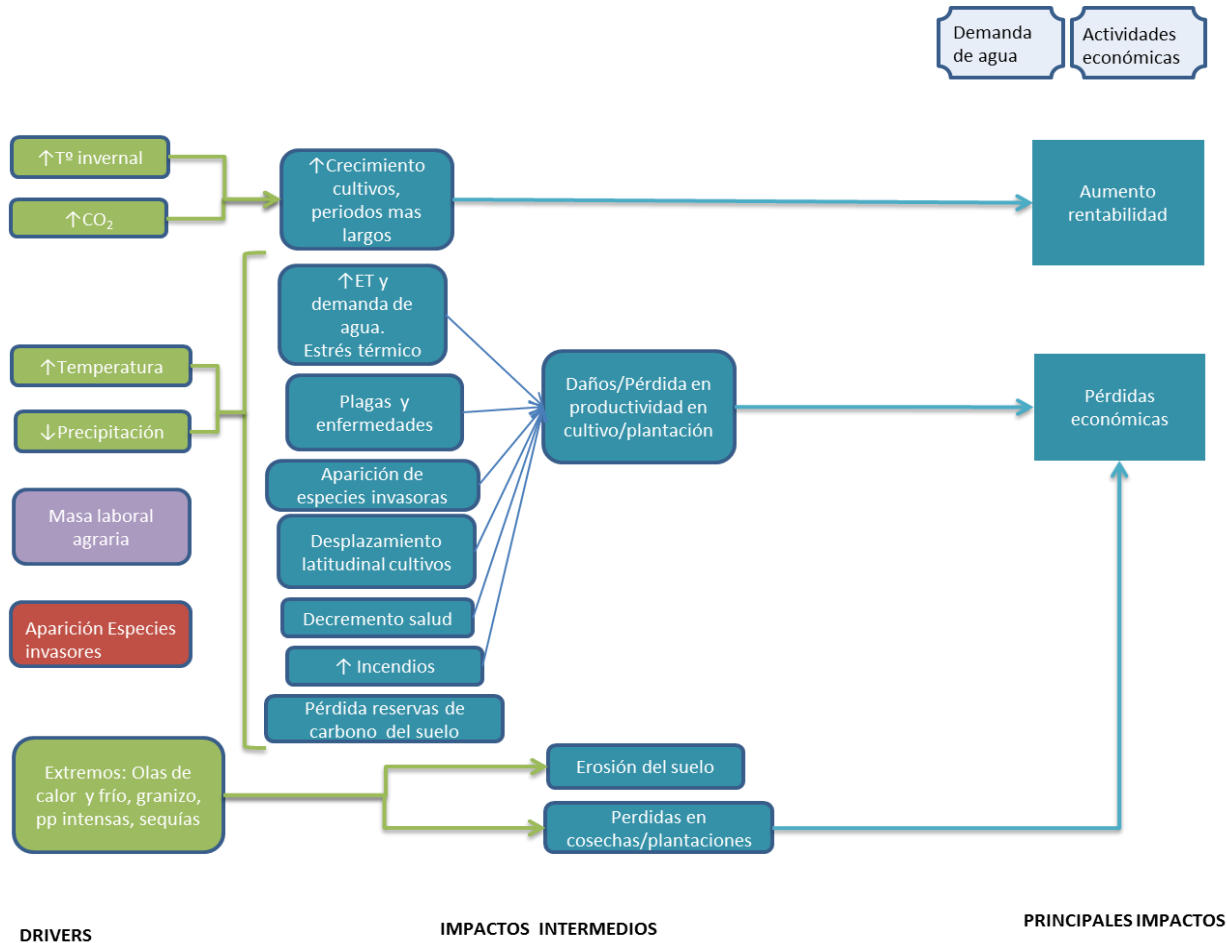 Demanda
de agua
Actividades
económicas
↑Tº invernal
↑CO₂
↑Crecimiento
cultivos,
periodos mas
largos
Aumento
rentabilidad
↑ET y
demanda de
agua.
Estrés térmico
↑Temperatura
↓Precipitación
Plagas y
enfermedades
Daños/Pérdida en
productividad en
cultivo/plantación
Pérdidas
económicas
Aparición de
especies invasoras
Masa laboral
agraria
Desplazamiento
latitudinal cultivos
Decremento salud
Aparición Especies
invasores
↑ Incendios
Pérdida reservas de
carbono del suelo
Extremos: Olas de
calor y frío, granizo,
pp intensas, sequías
Erosión del suelo
Perdidas en
cosechas/plantaciones
DRIVERS
IMPACTOS INTERMEDIOS
PRINCIPALES IMPACTOS